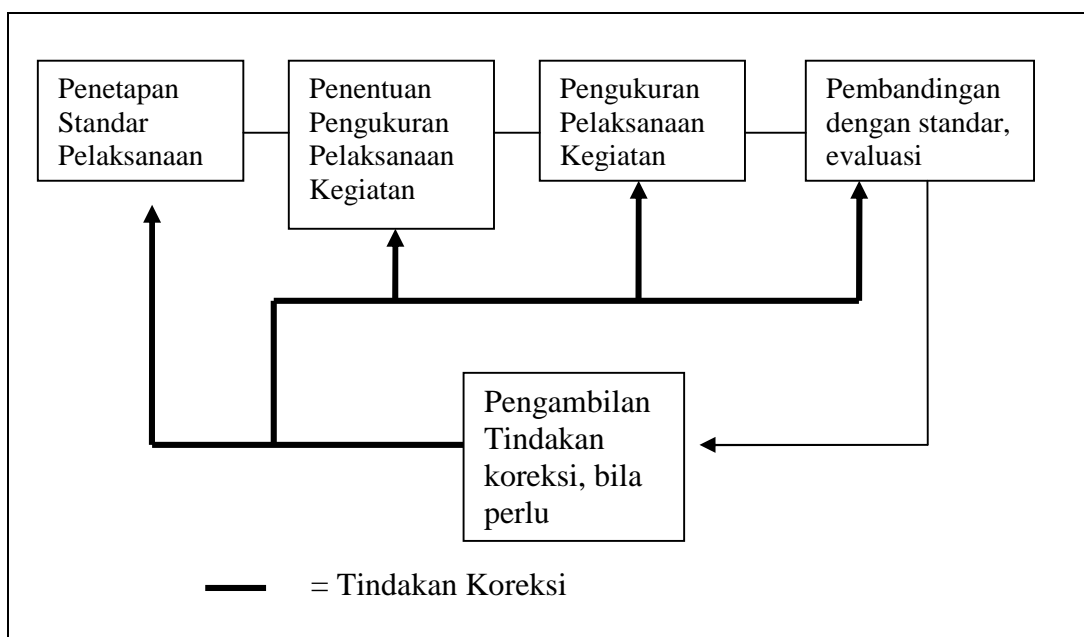 Penetapan
Standar
Pelaksanaan
Penentuan
Pengukuran
Pelaksanaan
Kegiatan
Pengukuran
Pelaksanaan
Kegiatan
Pembandingan
dengan standar,
evaluasi
Pengambilan
Tindakan
koreksi, bila
perlu
= Tindakan Koreksi